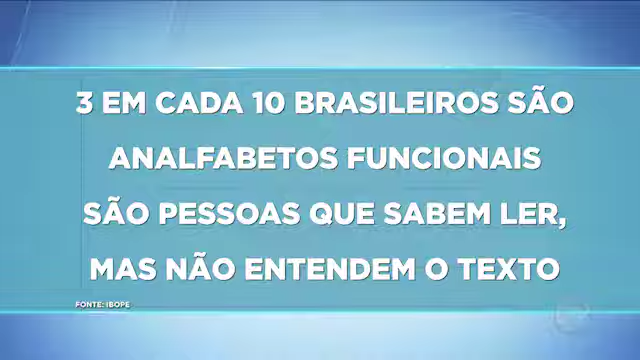 3 EM CADA 10 BRASILEIROS SÃO
ANALFABETOS FUNCIONAIS
SÃO PESSOAS QUE SABEM LER,
MAS NÃO ENTENDEM O TEXTO
FONTE: IBOPE